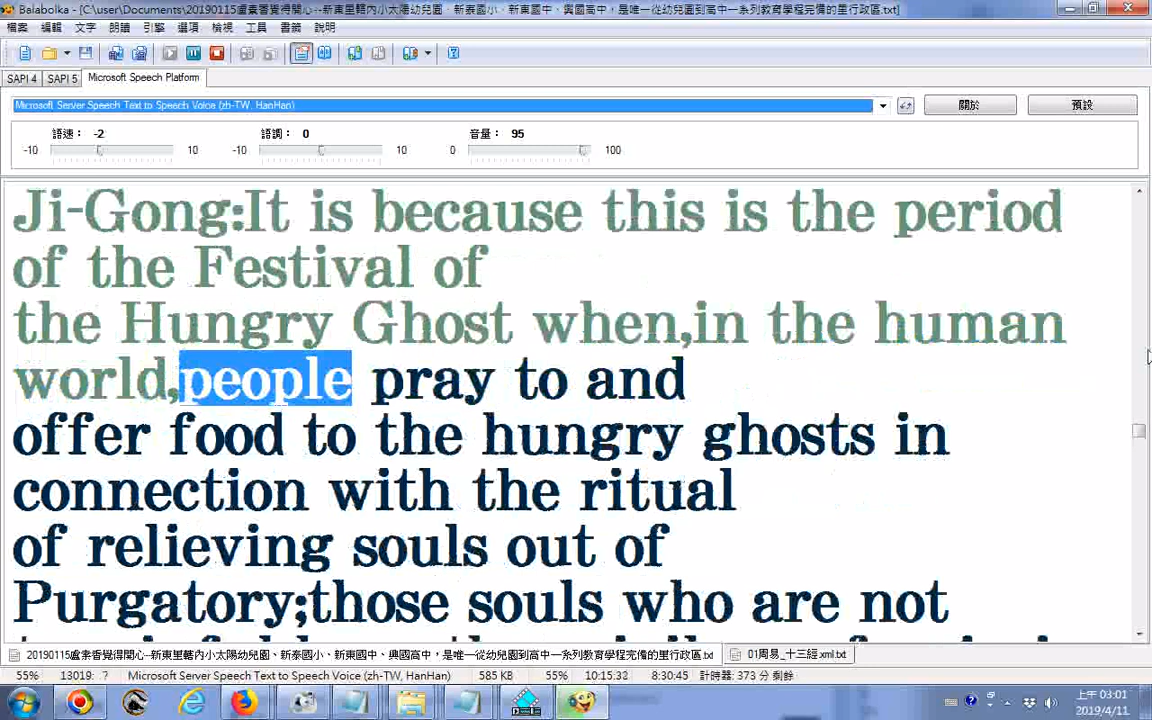 Balabolka - [C:\user\Documents\20190115盧素香覺得開心--新東里轄內小太陽幼兒園、新泰國小、新東國中、興國高中，是唯一從幼兒園到高中一系列教育學程完備的里行政區.txt]
檔案 編輯 文字 朗讀 引擎 選項 檢視 工具 書籤 說明
SAPI 4 SAPI 5 Microsoft Speech Platform
Microsoft Server Speech Text to Speech Voice (zh-TW, HanHan) 關於 預設
語速： -2 語調： 0 音量： 95
-10 10 -10 10 0 100
Ji-Gong:It is because this is the period
of the Festival of
the Hungry Ghost when,in the human
world,people pray to and
offer food to the hungry ghosts in
connection with the ritual
of relieving souls out of
Purgatory;those souls who are not
20190115盧素香覺得開心--新東里轄內小太陽幼兒園、新泰國小、新東國中、興國高中，是唯一從幼兒園到高中一系列教育學程完備的里行政區.txt 01周易_十三經.xml.txt
55% 13019: ? Microsoft Server Speech Text to Speech Voice (zh-TW, HanHan) 585 KB 55% 10:15:32 8:30:45 計時器: 373 分 剩餘
上午 03:01
2019/4/11